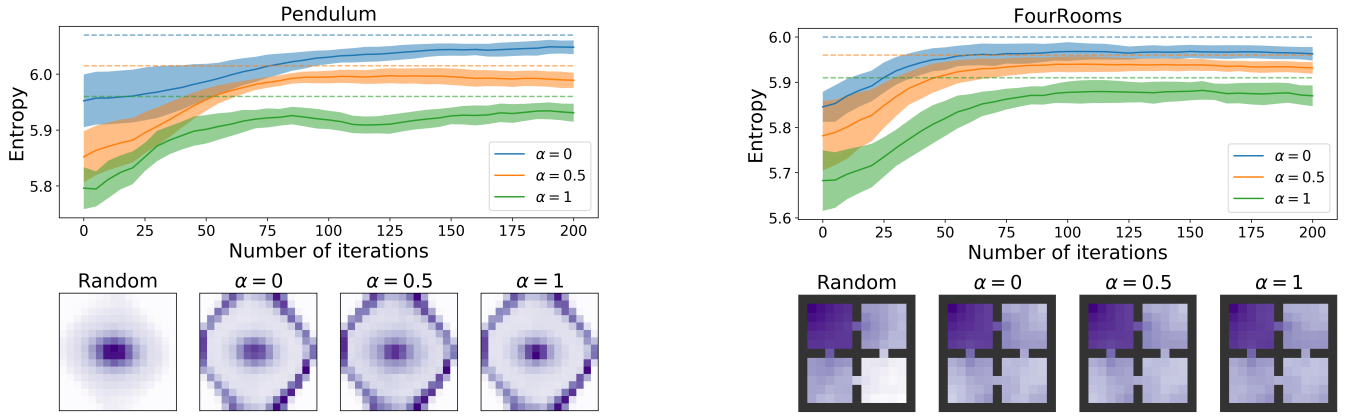 Pendulum
Entropy
6.0
5.9
5.8
α = 0
α = 0.5
α = 1
0 25 50 75 100 125 150 175 200
Number of iterations
Random α = 0 α = 0.5 α = 1
FourRooms
Entropy
6.0
5.9
5.8
5.7
5.6
α = 0
α = 0.5
α = 1
0 25 50 75 100 125 150 175 200
Number of iterations
Random α = 0 α = 0.5 α = 1